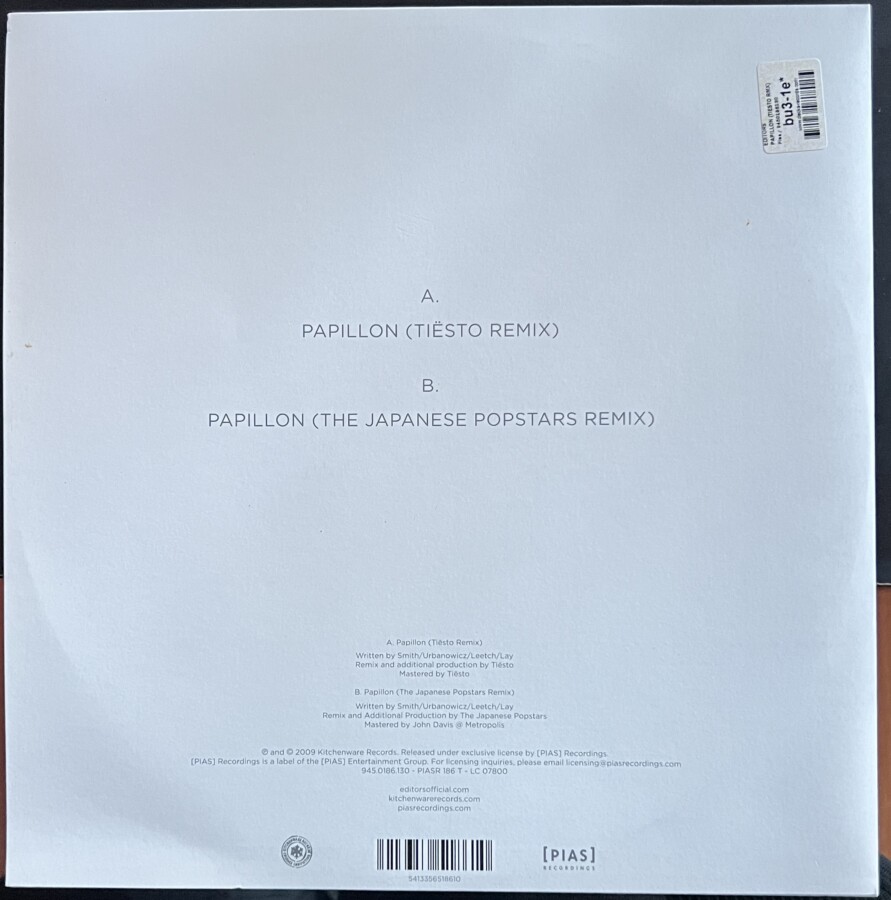 EDITORS
PAPILLON (TIESTO RMX)
bu3-1e*
A.
PAPILLON (TIËSTO REMIX)
B.
PAPILLON (THE JAPANESE POPSTARS REMIX)
A. Papillon (Tiësto Remix)
Written by Smith/Urbanowicz/Leetch/Lay
Remix and additional production by Tiësto
Mastered by Tiësto
B. Papillon (The Japanese Popstars Remix)
Written by Smith/Urbanowicz/Leetch/Lay
Remix and Additional Production by The Japanese Popstars
Mastered by John Davis @ Metropolis
℗ and © 2009 Kitchenware Records. Released under exclusive license by [PIAS] Recordings.
[PIAS] Recordings is a label of the [PIAS] Entertainment Group. For licensing inquiries, please email licensing@piasrecordings.com
945.0186.130 - PIASR 186 T - LC 07800
editorsofficial.com
kitchenwarerecords.com
piasrecordings.com
[PIAS]
RECORDINGS
5413356518610